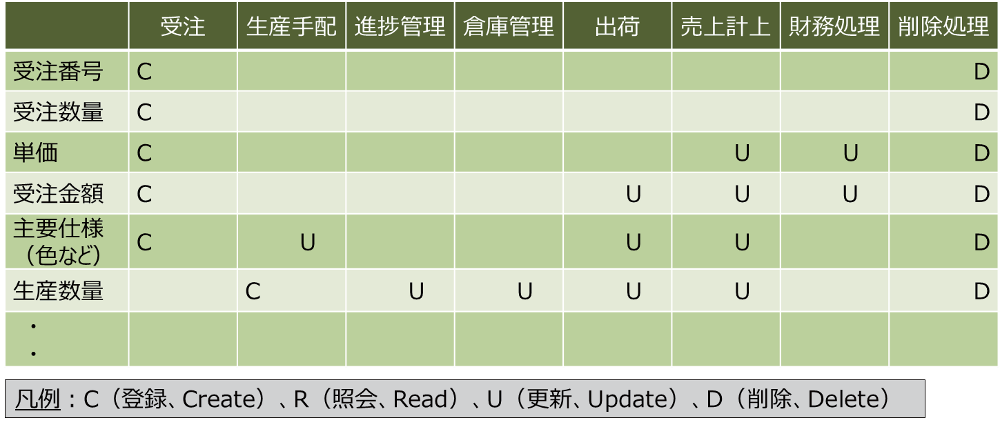 受注 生産手配 進捗管理 倉庫管理 出荷 売上計上 財務処理 削除処理
受注番号 C D
受注数量 C D
単価 C U U D
受注金額 C U U U D
主要仕様
（色など） C U U U D
生産数量 C U U U U D
・
・
凡例：C（登録、Create）、R（照会、Read）、U（更新、Update）、D（削除、Delete）